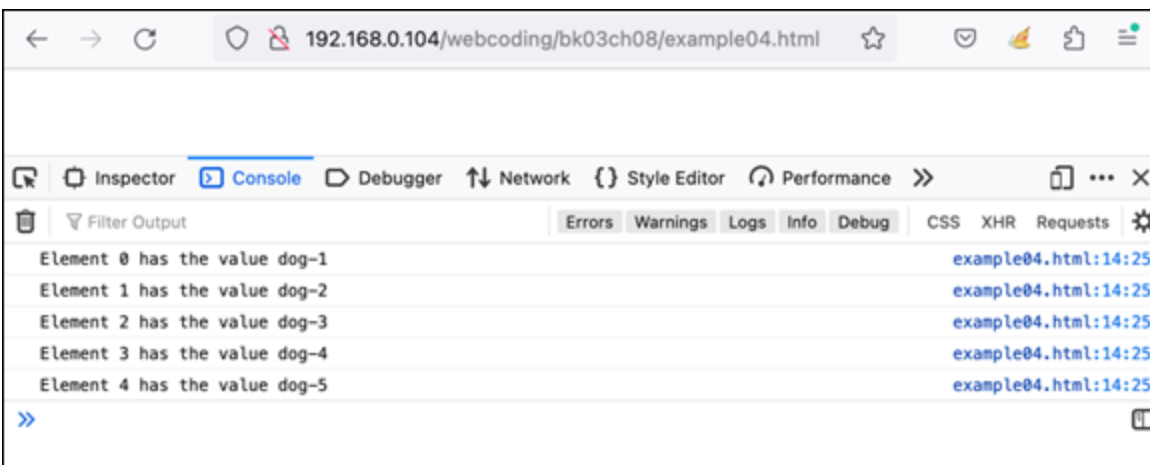 192.168.0.104/webcoding/bk03ch08/example04.html
Inspector Console Debugger Network {} Style Editor Performance
Filter Output Errors Warnings Logs Info Debug CSS XHR Requests
Element 0 has the value dog-1 example04.html:14:25
Element 1 has the value dog-2 example04.html:14:25
Element 2 has the value dog-3 example04.html:14:25
Element 3 has the value dog-4 example04.html:14:25
Element 4 has the value dog-5 example04.html:14:25